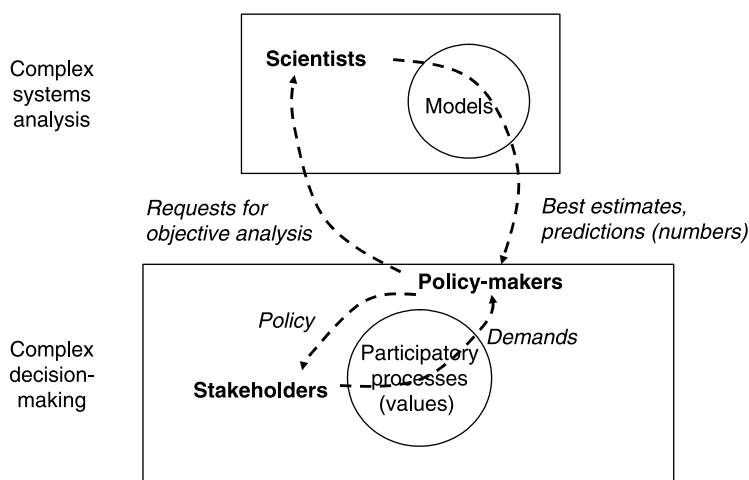 Complex
systems
analysis
Scientists
Models
Requests for
objective analysis
Best estimates,
predictions (numbers)
Complex
decision-
making
Policy-makers
Policy
Demands
Participatory
processes
(values)
Stakeholders